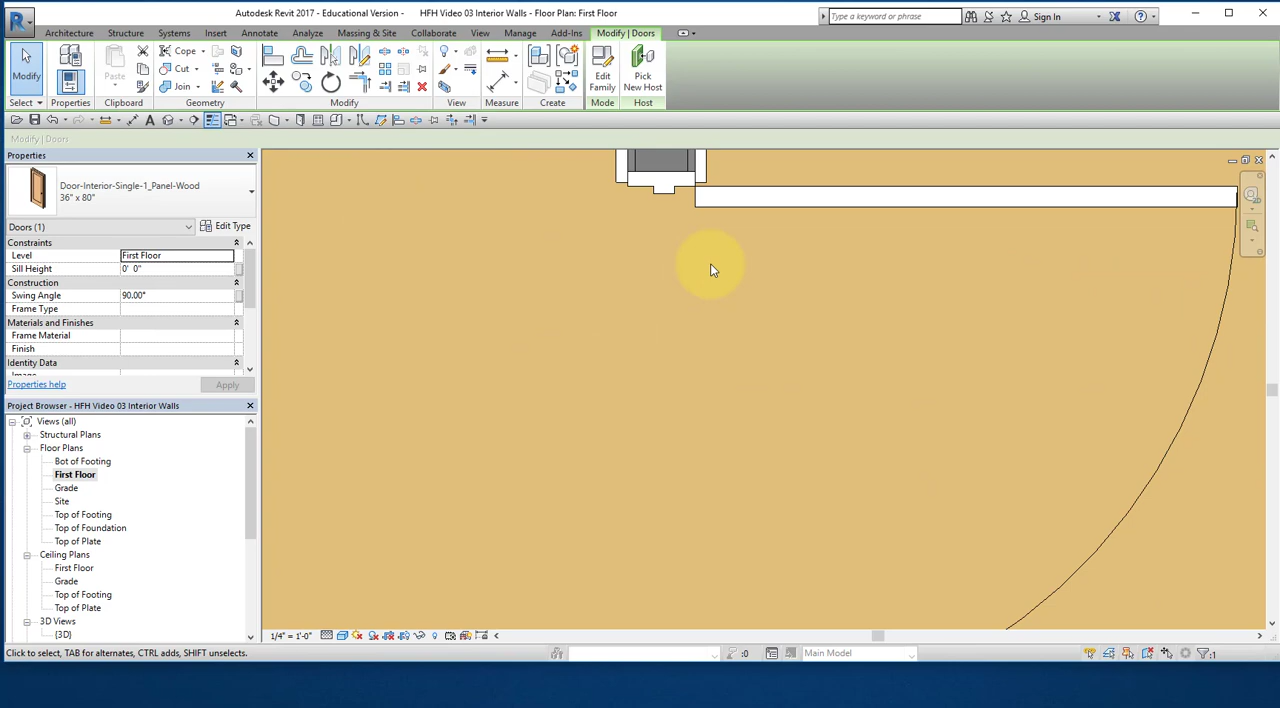 Autodesk Revit 2017 - Educational Version - HFH Video 03 Interior Walls - Floor Plan: First Floor
Type a keyword or phrase
Sign In
Architecture Structure Systems Insert Annotate Analyze Massing & Site Collaborate View Manage Add-Ins Modify | Doors
Modify
Paste
Cope
Cut
Join
Edit Family
Pick New Host
Select Properties Clipboard Geometry Modify View Measure Create Mode Host
Modify | Doors
Properties
Door-Interior-Single-1_Panel-Wood
36" x 80"
Doors (1) Edit Type
Constraints
Level First Floor
Sill Height 0' 0"
Construction
Swing Angle 90.00°
Frame Type
Materials and Finishes
Frame Material
Finish
Identity Data
Properties help Apply
Project Browser - HFH Video 03 Interior Walls
Views (all)
Structural Plans
Floor Plans
Bot of Footing
First Floor
Grade
Site
Top of Footing
Top of Foundation
Top of Plate
Ceiling Plans
First Floor
Grade
Top of Footing
Top of Plate
3D Views
{3D}
1/4" = 1'-0"
Click to select, TAB for alternates, CTRL adds, SHIFT unselects. :0 Main Model :1